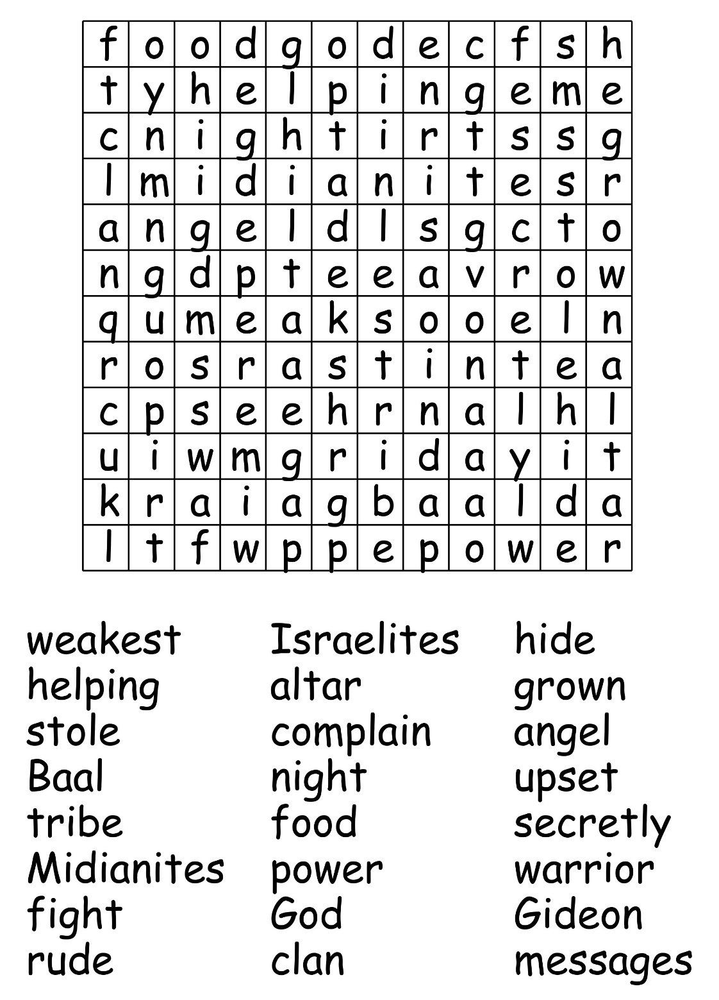 f o o d g o d e c f s h
t y h e l p i n g e m e
c n i g h t i r t s s g
l m i d i a n i t e s r
a n g e l d l s g c t o
n g d p t e e a v r o w
q u m e a k s o o e l n
r o s r a s t i n t e a
c p s e e h r n a l h l
u i w m g r i d a y i t
k r a i a g b a a l d a
l t f w p p e p o w e r
weakest Israelites hide
helping altar grown
stole complain angel
Baal night upset
tribe food secretly
Midianites power warrior
fight God Gideon
rude clan messages